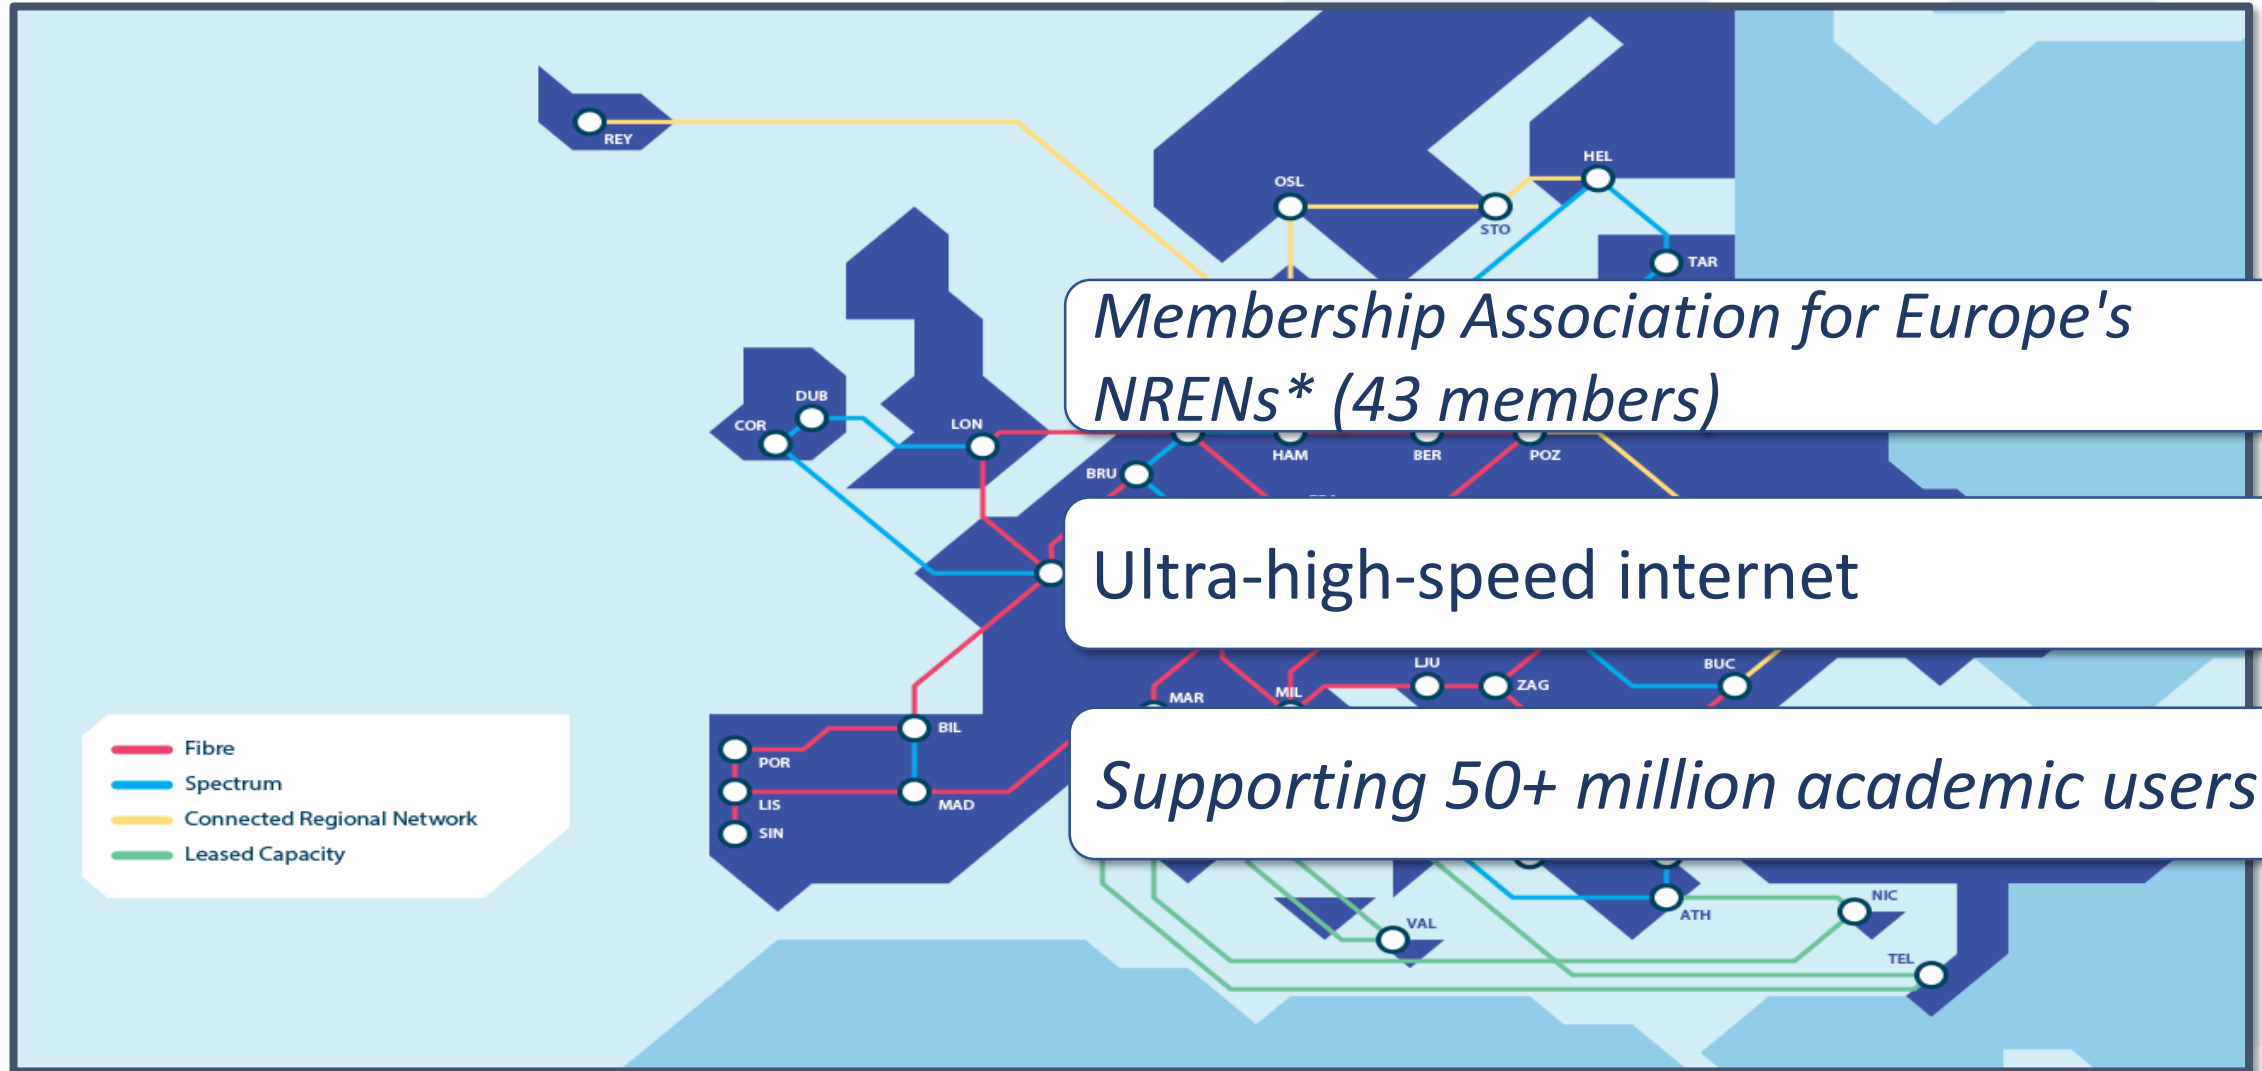 REY
HEL
OSL
STO
TAR
Membership Association for Europe's
NRENs* (43 members)
DUB
COR
LON
HAM
BER
POZ
BRU
Ultra-high-speed internet
LJU
BUC
ZAG
MAR
MIL
BIL
POR
LIS
MAD
SIN
Fibre
Spectrum
Connected Regional Network
Leased Capacity
Supporting 50+ million academic users
NIC
ATH
VAL
TEL